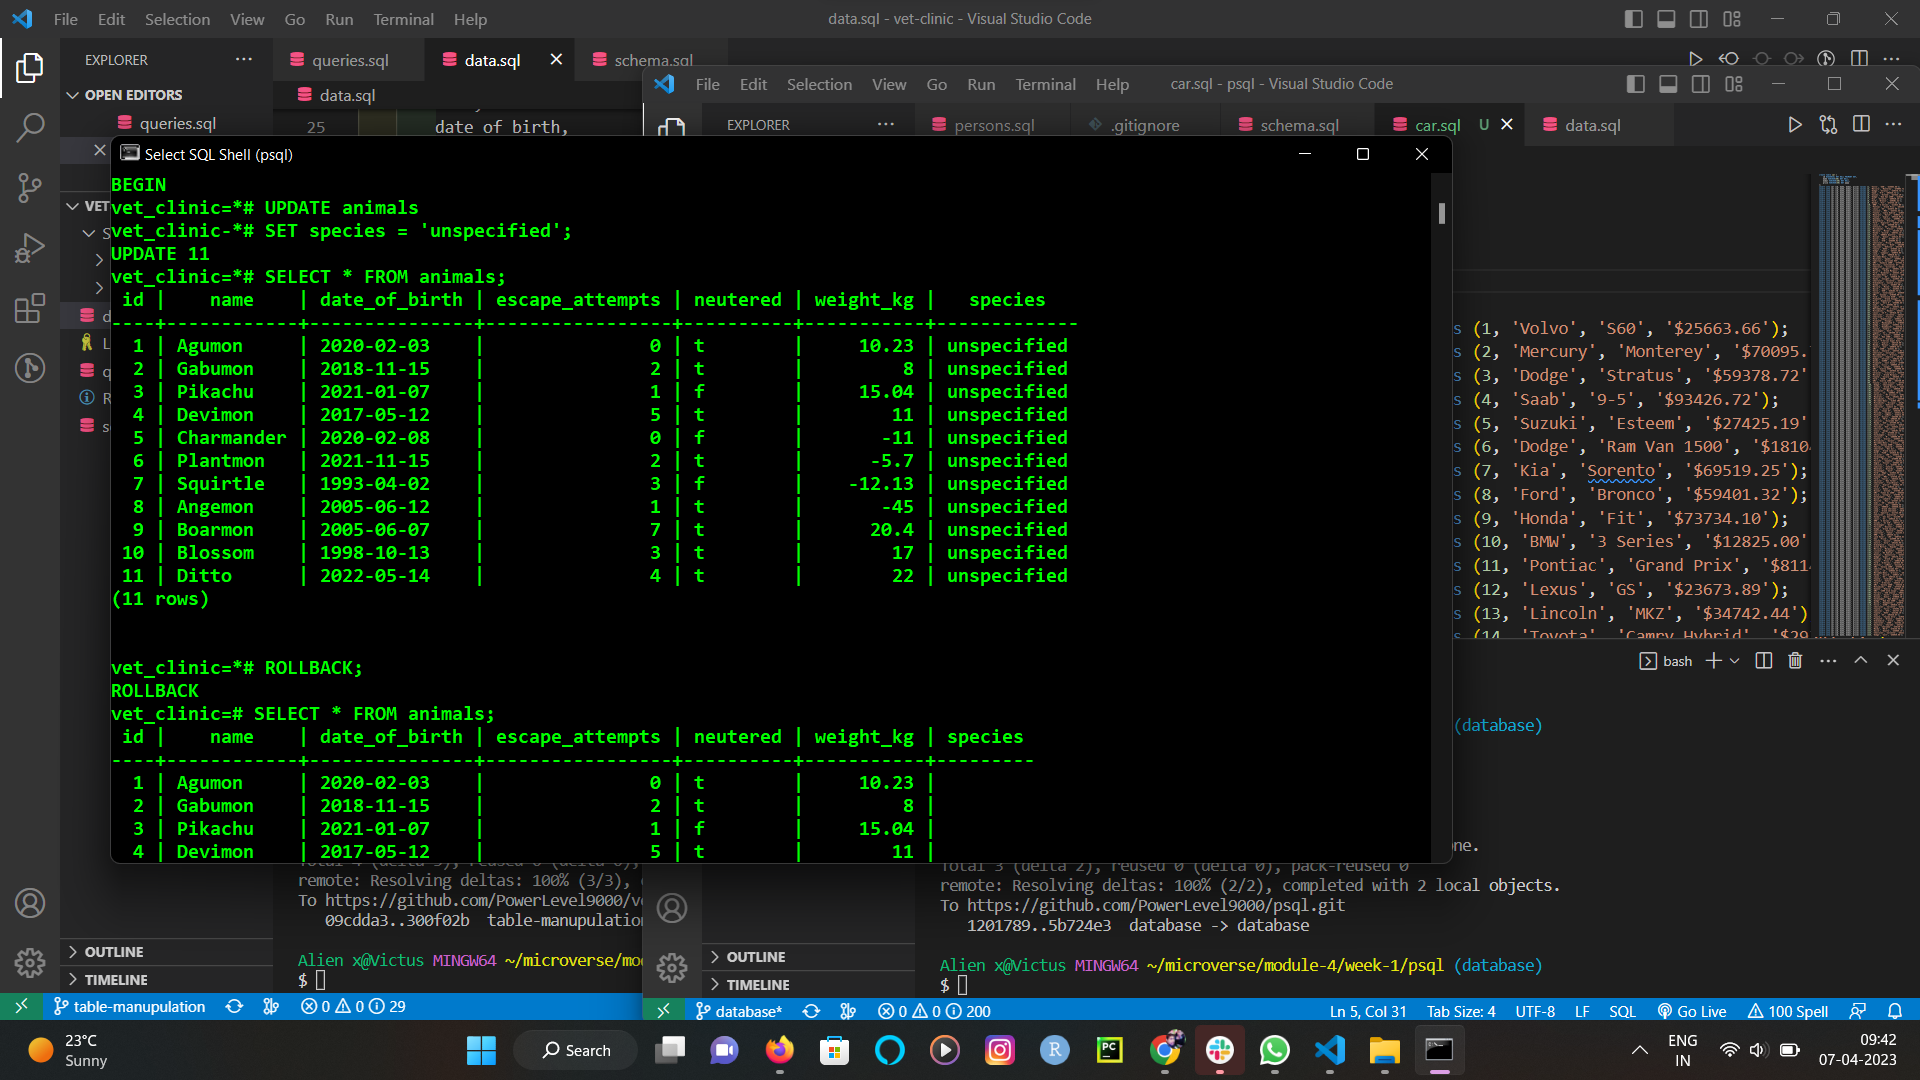 File Edit Selection View Go Run Terminal Help
data.sql - vet-clinic - Visual Studio Code
EXPLORER
queries.sql
data.sql
schema.sql
OPEN EDITORS
queries.sql
data.sql
25 date_of_birth,
VET
File Edit Selection View Go Run Terminal Help
car.sql - psql - Visual Studio Code
EXPLORER
persons.sql
.gitignore
schema.sql
car.sql U
data.sql
Select SQL Shell (psql)
BEGIN
vet_clinic=*# UPDATE animals
vet_clinic-*# SET species = 'unspecified';
UPDATE 11
vet_clinic=*# SELECT * FROM animals;
id | name | date_of_birth | escape_attempts | neutered | weight_kg | species
----+------------+---------------+-----------------+----------+-----------+-------------
1 | Agumon | 2020-02-03 | 0 | t | 10.23 | unspecified
2 | Gabumon | 2018-11-15 | 2 | t | 8 | unspecified
3 | Pikachu | 2021-01-07 | 1 | f | 15.04 | unspecified
4 | Devimon | 2017-05-12 | 5 | t | 11 | unspecified
5 | Charmander | 2020-02-08 | 0 | f | -11 | unspecified
6 | Plantmon | 2021-11-15 | 2 | t | -5.7 | unspecified
7 | Squirtle | 1993-04-02 | 3 | f | -12.13 | unspecified
8 | Angemon | 2005-06-12 | 1 | t | -45 | unspecified
9 | Boarmon | 2005-06-07 | 7 | t | 20.4 | unspecified
10 | Blossom | 1998-10-13 | 3 | t | 17 | unspecified
11 | Ditto | 2022-05-14 | 4 | t | 22 | unspecified
(11 rows)
vet_clinic=*# ROLLBACK;
ROLLBACK
vet_clinic=# SELECT * FROM animals;
id | name | date_of_birth | escape_attempts | neutered | weight_kg | species
----+------------+---------------+-----------------+----------+-----------+---------
1 | Agumon | 2020-02-03 | 0 | t | 10.23 |
2 | Gabumon | 2018-11-15 | 2 | t | 8 |
3 | Pikachu | 2021-01-07 | 1 | f | 15.04 |
4 | Devimon | 2017-05-12 | 5 | t | 11 |
s (1, 'Volvo', 'S60', '$25663.66');
s (2, 'Mercury', 'Monterey', '$70095.
s (3, 'Dodge', 'Stratus', '$59378.72'
s (4, 'Saab', '9-5', '$93426.72');
s (5, 'Suzuki', 'Esteem', '$27425.19'
s (6, 'Dodge', 'Ram Van 1500', '$1810
s (7, 'Kia', 'Sorento', '$69519.25');
s (8, 'Ford', 'Bronco', '$59401.32');
s (9, 'Honda', 'Fit', '$73734.10');
s (10, 'BMW', '3 Series', '$12825.00'
s (11, 'Pontiac', 'Grand Prix', '$811
s (12, 'Lexus', 'GS', '$23673.89');
s (13, 'Lincoln', 'MKZ', '$34742.44')
s (14, 'Toyota', 'Camry Hybrid', '$29
bash
(database)
ne.
remote: Resolving deltas: 100% (3/3),
To https://github.com/PowerLevel9000/ve
09cdda3..300f02b table-manupulation
Alien x@Victus MINGW64 ~/microverse/mo
$
Total 3 (delta 2), reused 0 (delta 0), pack-reused 0
remote: Resolving deltas: 100% (2/2), completed with 2 local objects.
To https://github.com/PowerLevel9000/psql.git
1201789..5b724e3 database -> database
Alien x@Victus MINGW64 ~/microverse/module-4/week-1/psql (database)
$
OUTLINE
TIMELINE
OUTLINE
TIMELINE
table-manupulation 0 0 29
database* 0 0 200
Ln 5, Col 31 Tab Size: 4 UTF-8 LF SQL Go Live 100 Spell
23°C
Sunny
Search
ENG
IN
09:42
07-04-2023